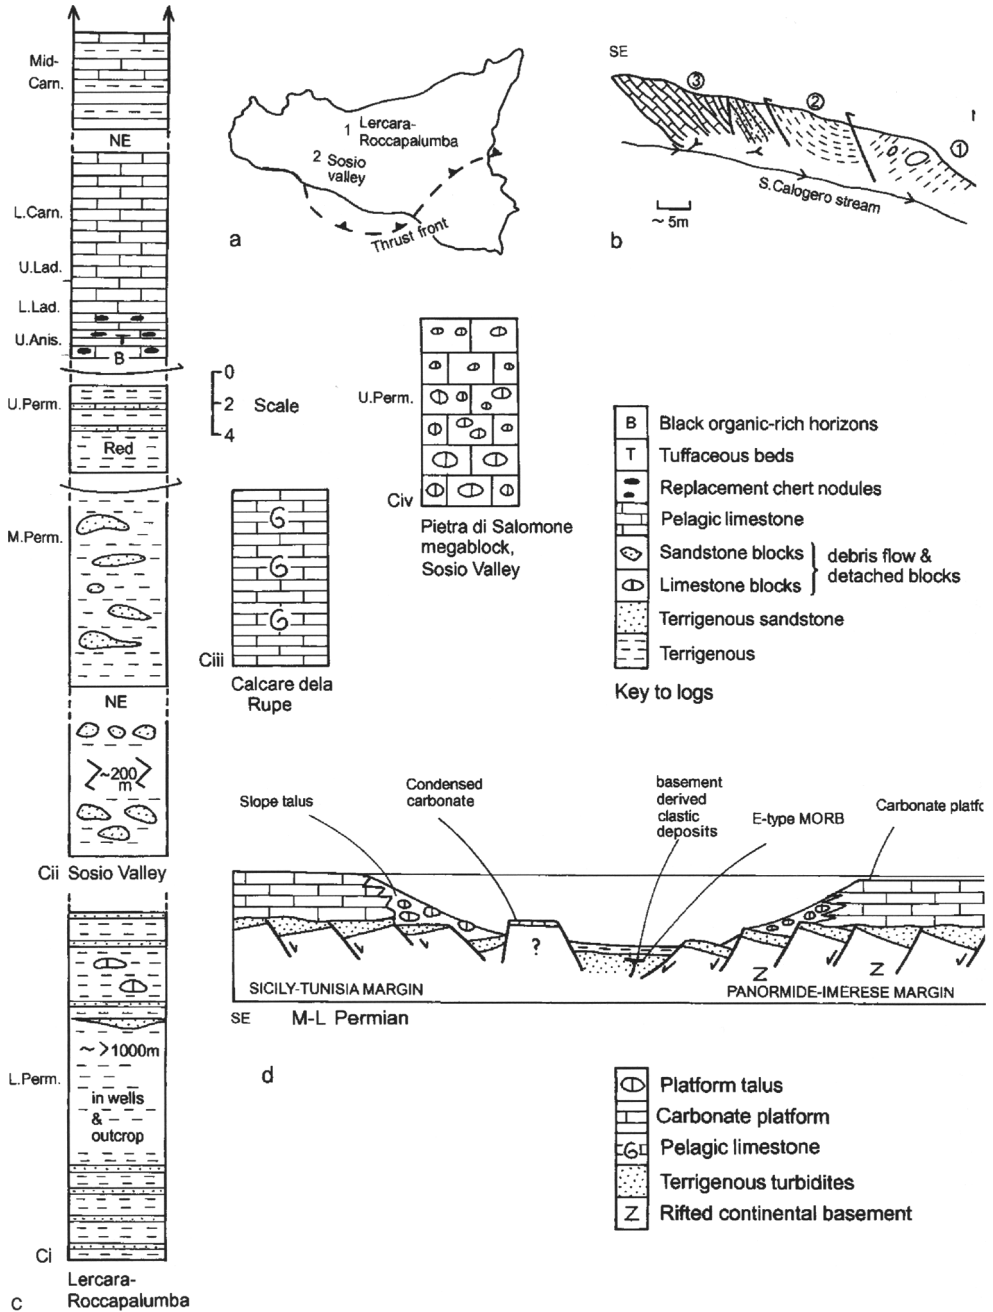 Mid-
Carn.
NE
L.Carn.
U.Lad.
L.Lad.
U.Anis.
T
B
U.Perm.
Red
M.Perm.
NE
~200
m
Cii Sosio Valley
~ >1000m
L.Perm.
in wells
&
outcrop
Ci
Lercara-
Roccapalumba
c
1 Lercara-
Roccapalumba
2 Sosio
valley
Thrust front
a
SE
3
2
1
S.Calogero stream
~ 5m
b
0
2
4
Scale
Ciii
Calcare dela
Rupe
U.Perm.
Civ
Pietra di Salomone
megablock,
Sosio Valley
B Black organic-rich horizons
T Tuffaceous beds
Replacement chert nodules
Pelagic limestone
Sandstone blocks
Limestone blocks
debris flow &
detached blocks
Terrigenous sandstone
Terrigenous
Key to logs
Slope talus
Condensed
carbonate
basement
derived
clastic
deposits
E-type MORB
Carbonate platfo
?
Z
Z
SICILY-TUNISIA MARGIN
PANORMIDE-IMERESE MARGIN
SE
M-L Permian
d
Platform talus
Carbonate platform
Pelagic limestone
Terrigenous turbidites
Z Rifted continental basement